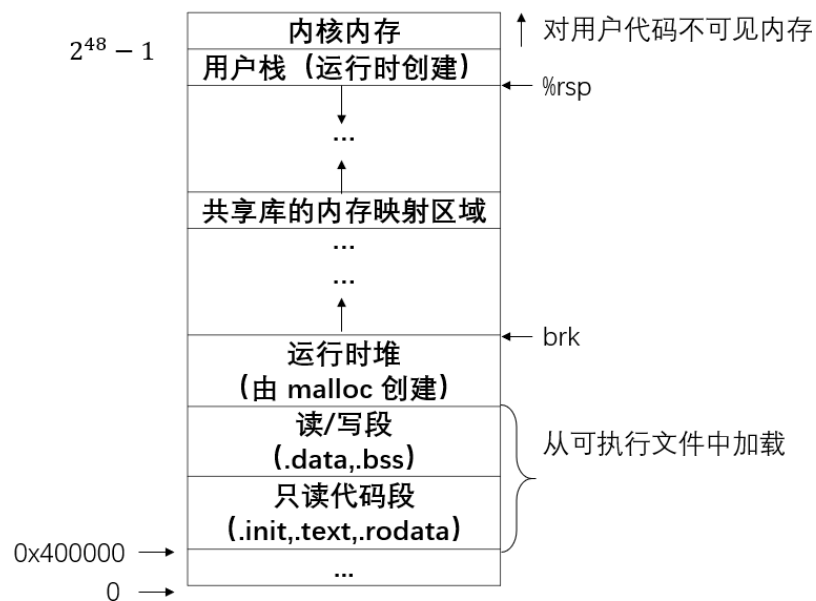 内核内存
对用户代码不可见内存
2^48 − 1
用户栈（运行时创建）
%rsp
...
共享库的内存映射区域
...
...
brk
运行时堆
（由 malloc 创建）
读/写段
（.data,.bss）
从可执行文件中加载
只读代码段
（.init,.text,.rodata）
0x400000
...
0